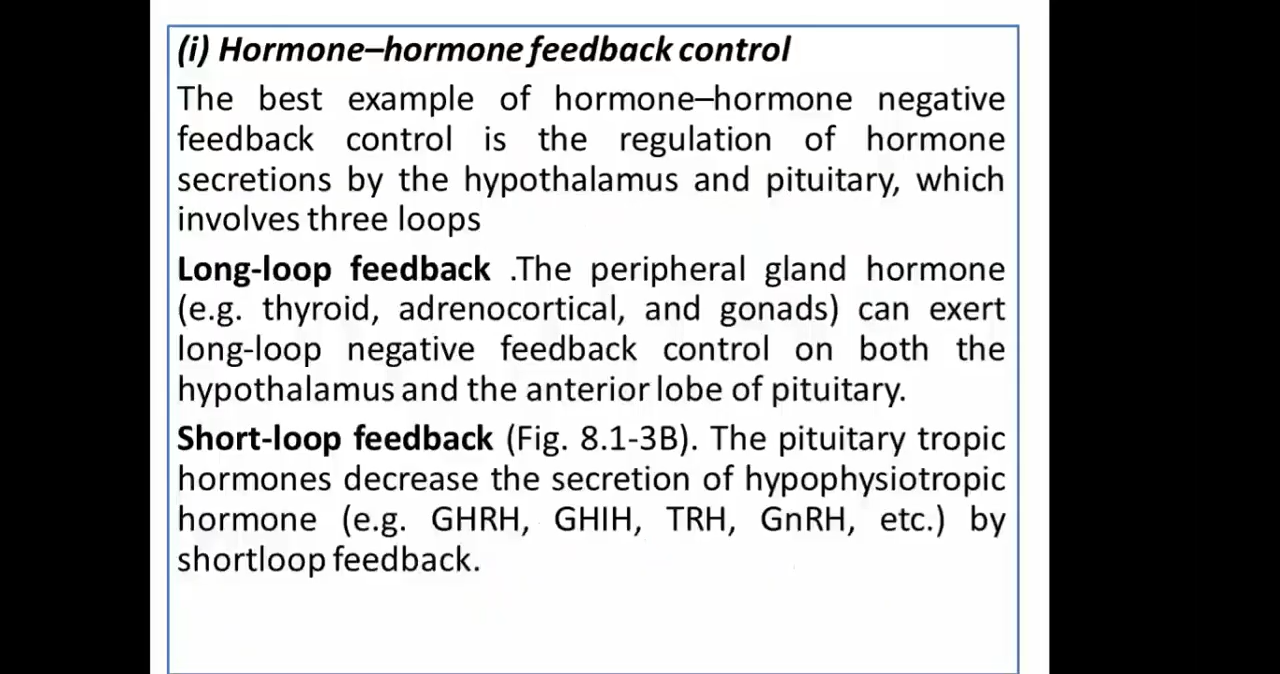 (i) Hormone–hormone feedback control
The best example of hormone–hormone negative
feedback control is the regulation of hormone
secretions by the hypothalamus and pituitary, which
involves three loops
Long-loop feedback .The peripheral gland hormone
(e.g. thyroid, adrenocortical, and gonads) can exert
long-loop negative feedback control on both the
hypothalamus and the anterior lobe of pituitary.
Short-loop feedback (Fig. 8.1-3B). The pituitary tropic
hormones decrease the secretion of hypophysiotropic
hormone (e.g. GHRH, GHIH, TRH, GnRH, etc.) by
shortloop feedback.